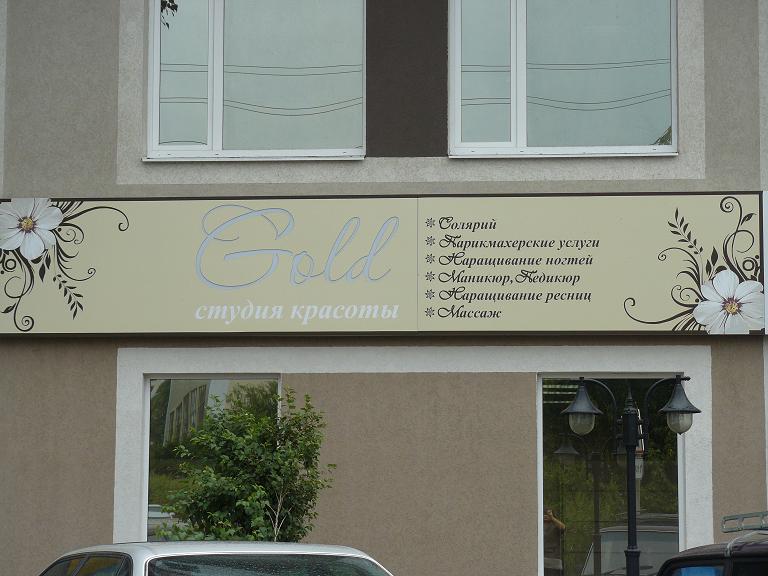 Gold
студия красоты
Солярий
Парикмахерские услуги
Наращивание ногтей
Маникюр,Педикюр
Наращивание ресниц
Массаж